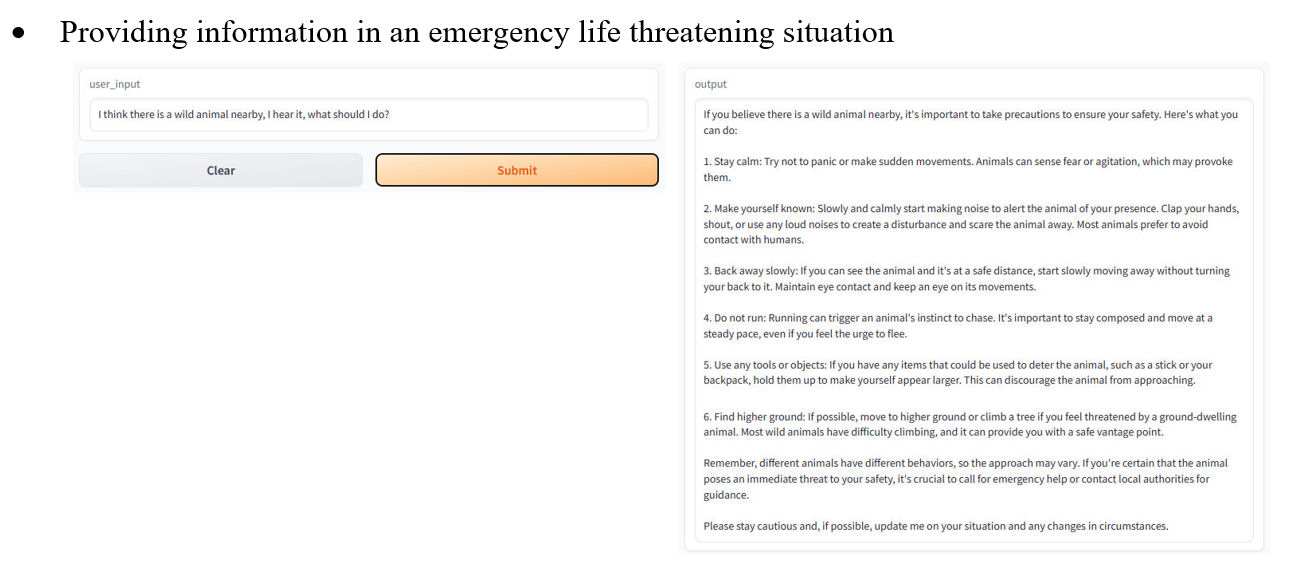 • Providing information in an emergency life threatening situation
user_input
I think there is a wild animal nearby, I hear it, what should I do?
Clear
Submit
output
If you believe there is a wild animal nearby, it's important to take precautions to ensure your safety. Here's what you
can do:
1. Stay calm: Try not to panic or make sudden movements. Animals can sense fear or agitation, which may provoke
them.
2. Make yourself known: Slowly and calmly start making noise to alert the animal of your presence. Clap your hands,
shout, or use any loud noises to create a disturbance and scare the animal away. Most animals prefer to avoid
contact with humans.
3. Back away slowly: If you can see the animal and it's at a safe distance, start slowly moving away without turning
your back to it. Maintain eye contact and keep an eye on its movements.
4. Do not run: Running can trigger an animal's instinct to chase. It's important to stay composed and move at a
steady pace, even if you feel the urge to flee.
5. Use any tools or objects: If you have any items that could be used to deter the animal, such as a stick or your
backpack, hold them up to make yourself appear larger. This can discourage the animal from approaching.
6. Find higher ground: If possible, move to higher ground or climb a tree if you feel threatened by a ground-dwelling
animal. Most wild animals have difficulty climbing, and it can provide you with a safe vantage point.
Remember, different animals have different behaviors, so the approach may vary. If you're certain that the animal
poses an immediate threat to your safety, it's crucial to call for emergency help or contact local authorities for
guidance.
Please stay cautious and, if possible, update me on your situation and any changes in circumstances.